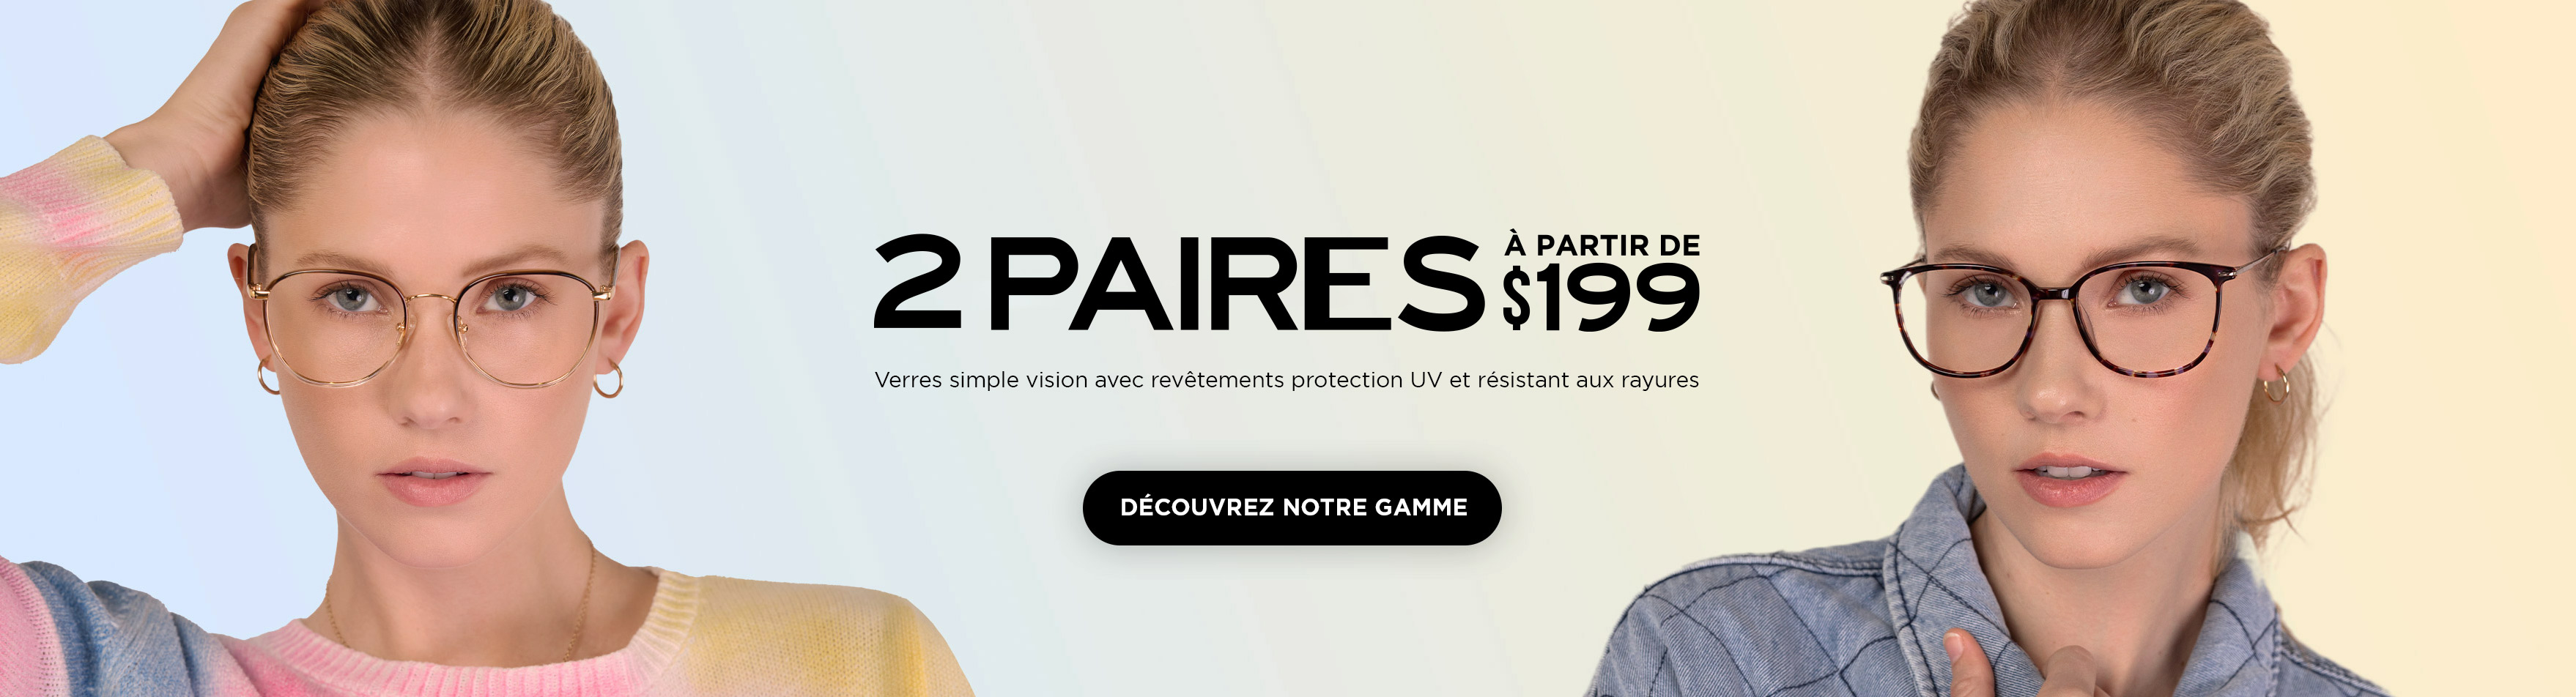 2 PAIRES À PARTIR DE
$199
Verres simple vision avec revêtements protection UV et résistant aux rayures
DÉCOUVREZ NOTRE GAMME